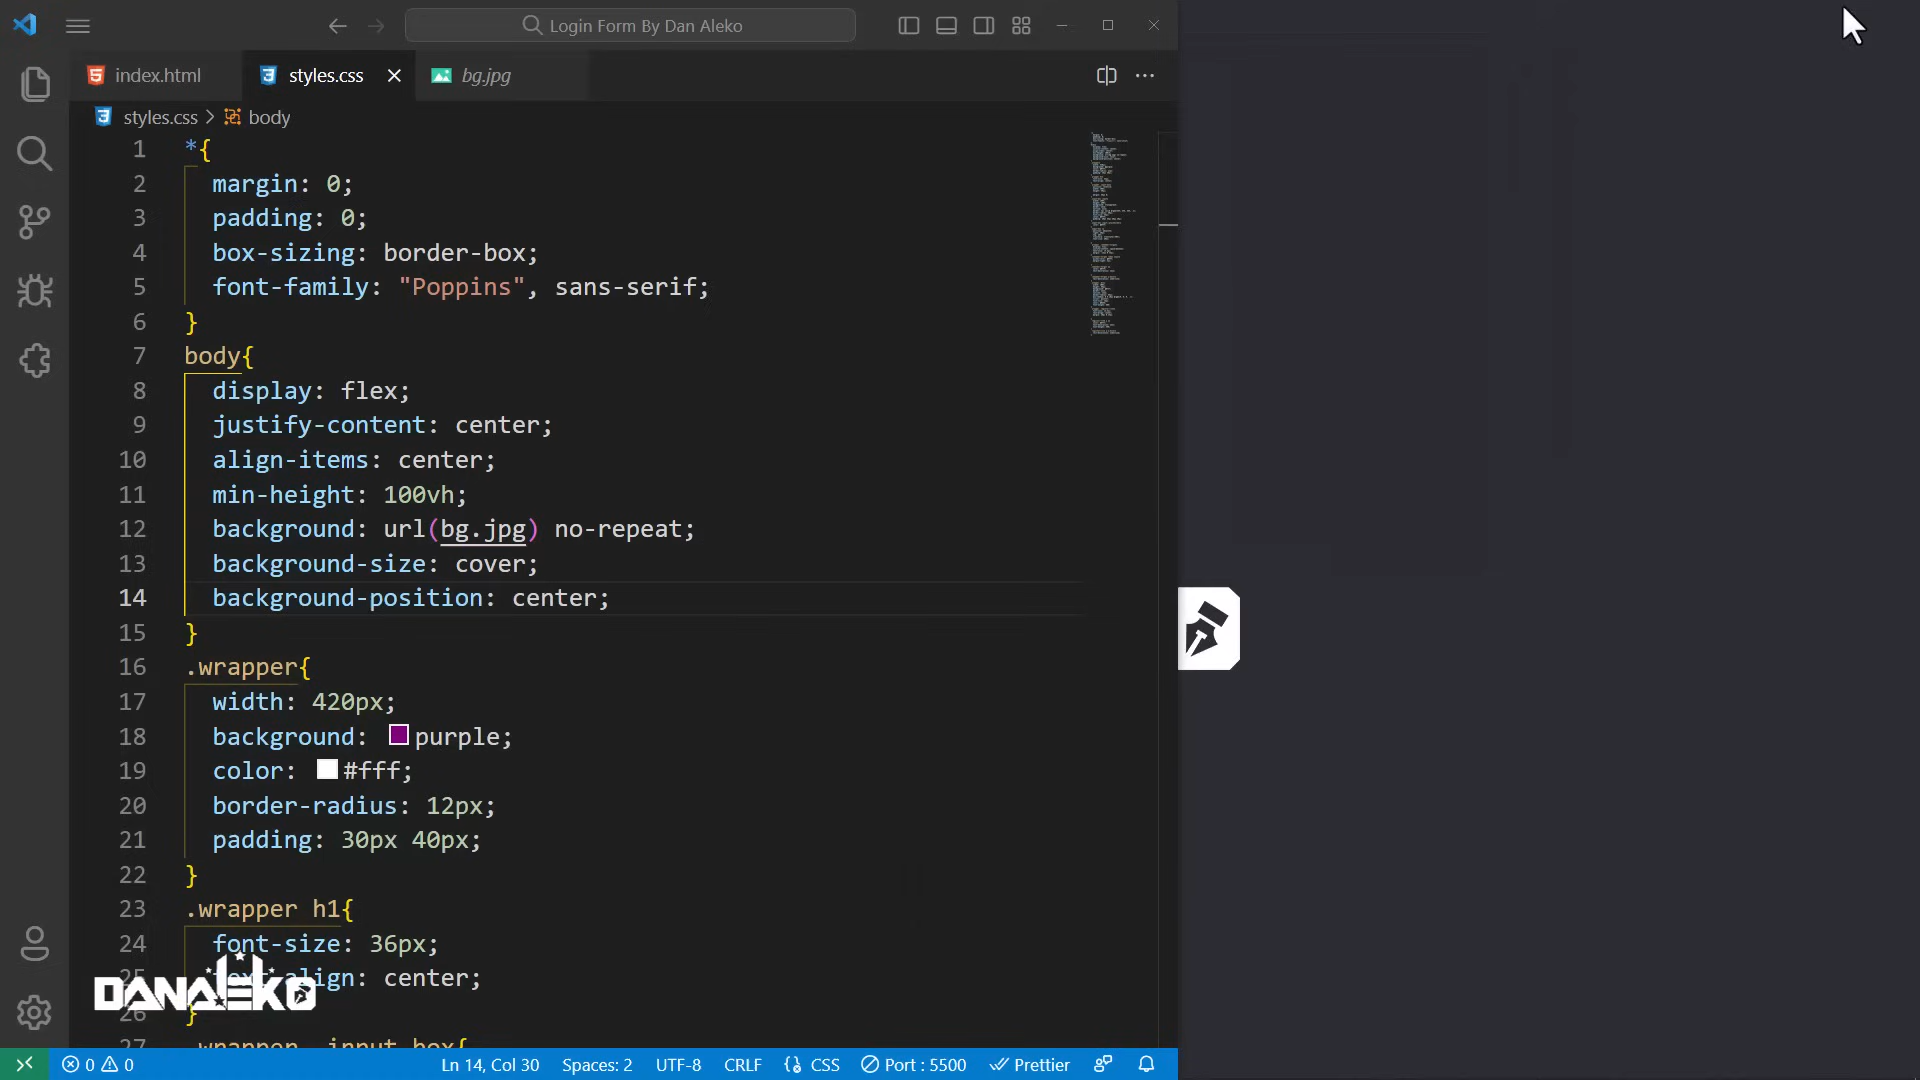 Login Form By Dan Aleko
index.html
styles.css
bg.jpg
styles.css > body
1 *{
2 margin: 0;
3 padding: 0;
4 box-sizing: border-box;
5 font-family: "Poppins", sans-serif;
6 }
7 body{
8 display: flex;
9 justify-content: center;
10 align-items: center;
11 min-height: 100vh;
12 background: url(bg.jpg) no-repeat;
13 background-size: cover;
14 background-position: center;
15 }
16 .wrapper{
17 width: 420px;
18 background: purple;
19 color: #fff;
20 border-radius: 12px;
21 padding: 30px 40px;
22 }
23 .wrapper h1{
24 font-size: 36px;
25 text-align: center;
26 }
27 .wrapper .input-box{
DANALEKO
0 0
Ln 14, Col 30
Spaces: 2
UTF-8
CRLF
CSS
Port : 5500
Prettier